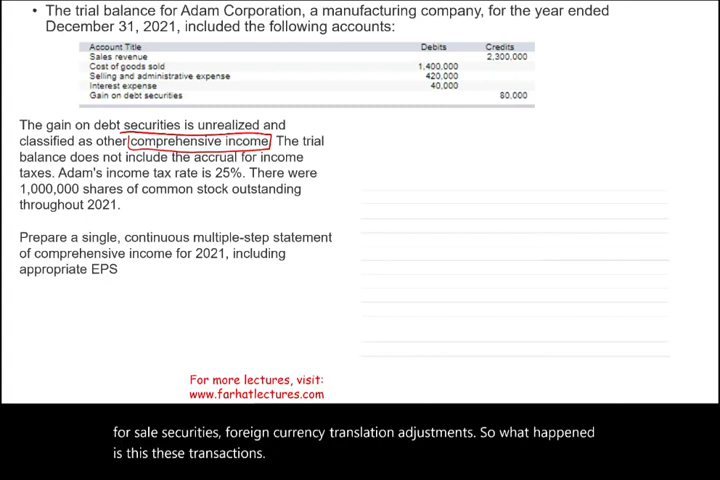 • The trial balance for Adam Corporation, a manufacturing company, for the year ended
December 31, 2021, included the following accounts:
Account Title Debits Credits
Sales revenue 2,300,000
Cost of goods sold 1,400,000
Selling and administrative expense 420,000
Interest expense 40,000
Gain on debt securities 80,000
The gain on debt securities is unrealized and
classified as other comprehensive income. The trial
balance does not include the accrual for income
taxes. Adam's income tax rate is 25%. There were
1,000,000 shares of common stock outstanding
throughout 2021.
Prepare a single, continuous multiple-step statement
of comprehensive income for 2021, including
appropriate EPS
For more lectures, visit:
www.farhatlectures.com
for sale securities, foreign currency translation adjustments. So what happened
is this these transactions.